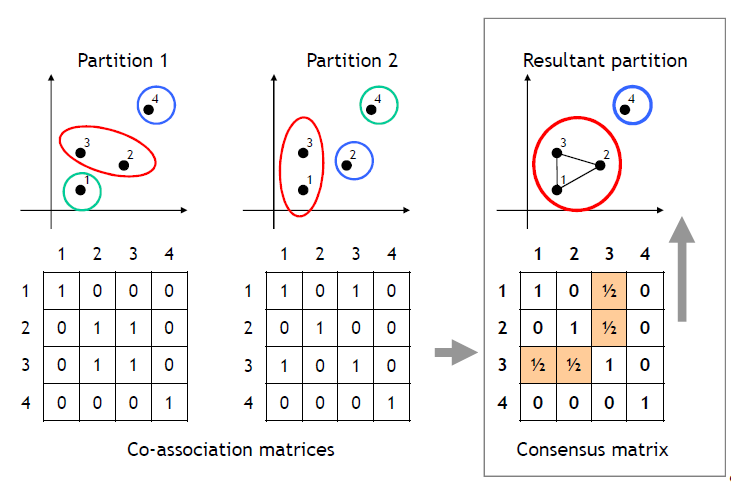 Partition 1
Partition 2
Resultant partition
4
3
2
1
4
3
2
1
4
3
2
1
1 2 3 4
1 1 0 0 0
2 0 1 1 0
3 0 1 1 0
4 0 0 0 1
1 2 3 4
1 1 0 1 0
2 0 1 0 0
3 1 0 1 0
4 0 0 0 1
1 2 3 4
1 1 0 ½ 0
2 0 1 ½ 0
3 ½ ½ 1 0
4 0 0 0 1
Co-association matrices
Consensus matrix